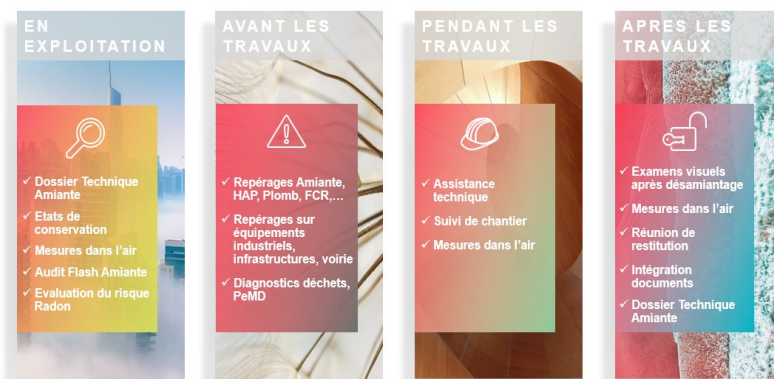 EN
EXPLOITATION
✓ Dossier Technique
Amiante
✓ Etats de
conservation
✓ Mesures dans l'air
✓ Audit Flash Amiante
✓ Evaluation du risque
Radon
AVANT LES
TRAVAUX
✓ Repérages Amiante,
HAP, Plomb, FCR,...
✓ Repérages sur
équipements
industriels,
infrastructures, voirie
✓ Diagnostics déchets,
PeMD
PENDANT LES
TRAVAUX
✓ Assistance
technique
✓ Suivi de chantier
✓ Mesures dans l'air
APRES LES
TRAVAUX
✓ Examens visuels
après désamiantage
✓ Mesures dans l'air
✓ Réunion de
restitution
✓ Intégration
documents
✓ Dossier Technique
Amiante